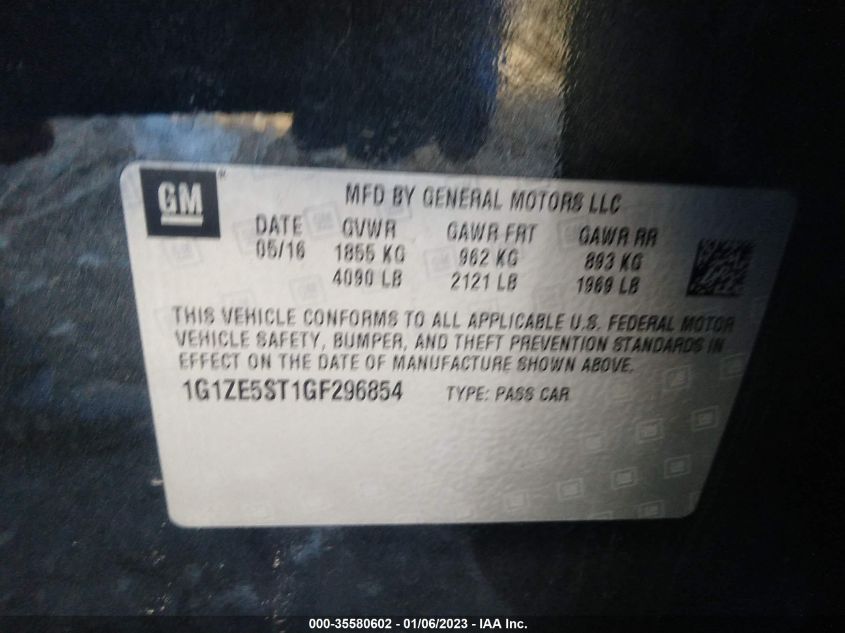 GM
MFD BY GENERAL MOTORS LLC
DATE GVWR GAWR FRT GAWR RR
05/16 1855 KG 962 KG 893 KG
4090 LB 2121 LB 1969 LB
THIS VEHICLE CONFORMS TO ALL APPLICABLE U.S. FEDERAL MOTOR
VEHICLE SAFETY, BUMPER, AND THEFT PREVENTION STANDARDS IN
EFFECT ON THE DATE OF MANUFACTURE SHOWN ABOVE.
1G1ZE5ST1GF296854 TYPE: PASS CAR
000-35580602 - 01/06/2023 - IAA Inc.